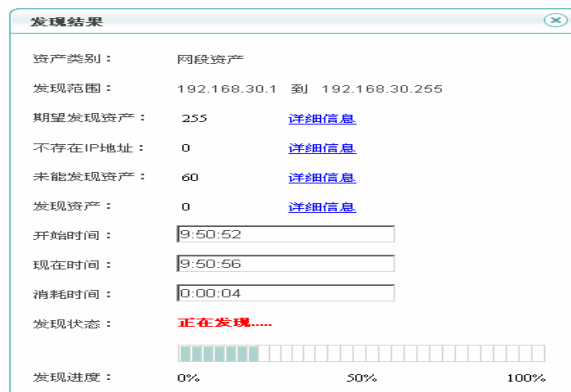 发现结果
资产类别： 网段资产
发现范围： 192.168.30.1 到 192.168.30.255
期望发现资产： 255 详细信息
不存在IP地址： 0 详细信息
未能发现资产： 60 详细信息
发现资产： 0 详细信息
开始时间： 9:50:52
现在时间： 9:50:56
消耗时间： 0:00:04
发现状态： 正在发现.....
发现进度： 0% 50% 100%